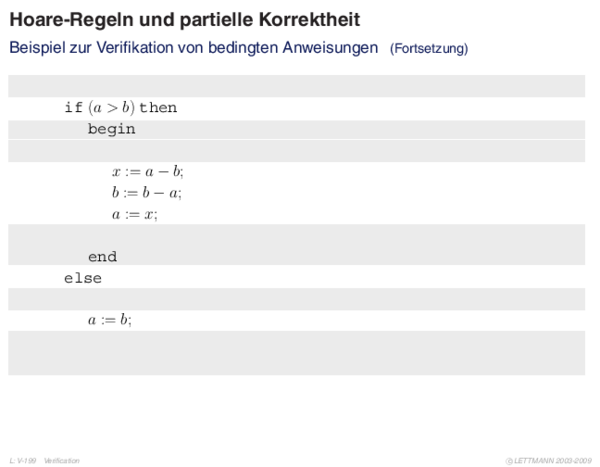 Hoare-Regeln und partielle Korrektheit
Beispiel zur Verifikation von bedingten Anweisungen (Fortsetzung)
if (a > b) then
begin
x := a − b;
b := b − a;
a := x;
end
else
a := b;
L: V-199 Verification
© LETTMANN 2003-2009